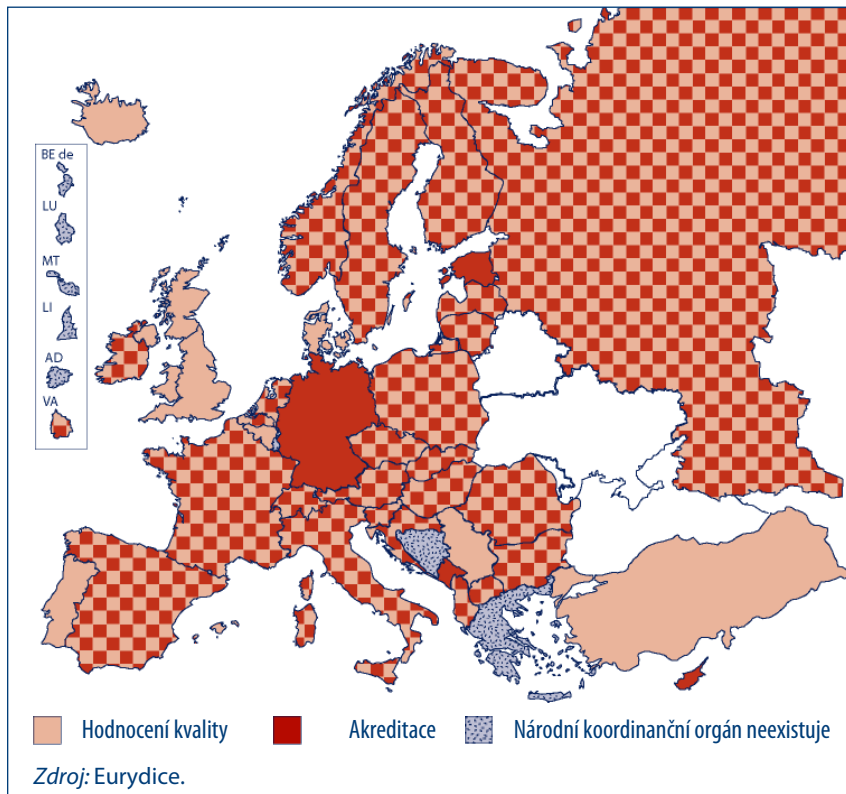 BE de
LU
MT
LI
AD
VA
Hodnocení kvality Akreditace Národní koordinanční orgán neexistuje
Zdroj: Eurydice.